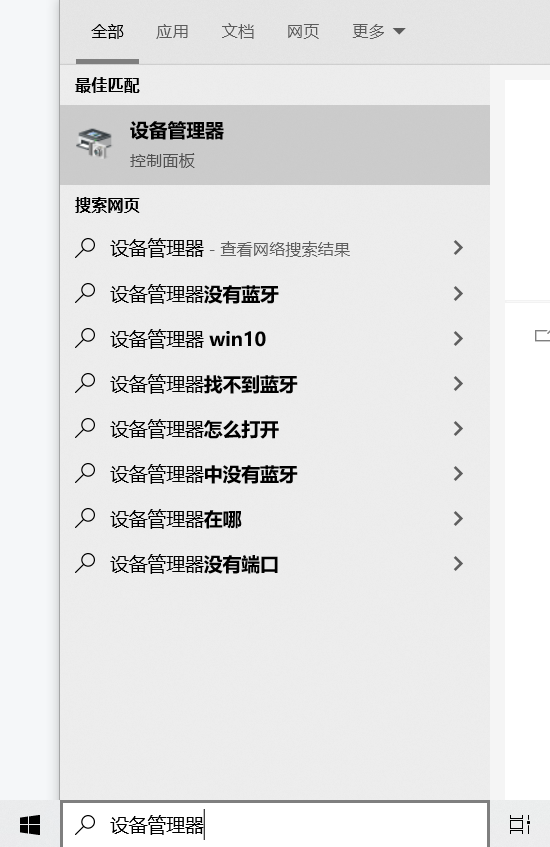 全部 应用 文档 网页 更多
最佳匹配
设备管理器
控制面板
搜索网页
设备管理器 - 查看网络搜索结果
设备管理器没有蓝牙
设备管理器 win10
设备管理器找不到蓝牙
设备管理器怎么打开
设备管理器中没有蓝牙
设备管理器在哪
设备管理器没有端口
设备管理器